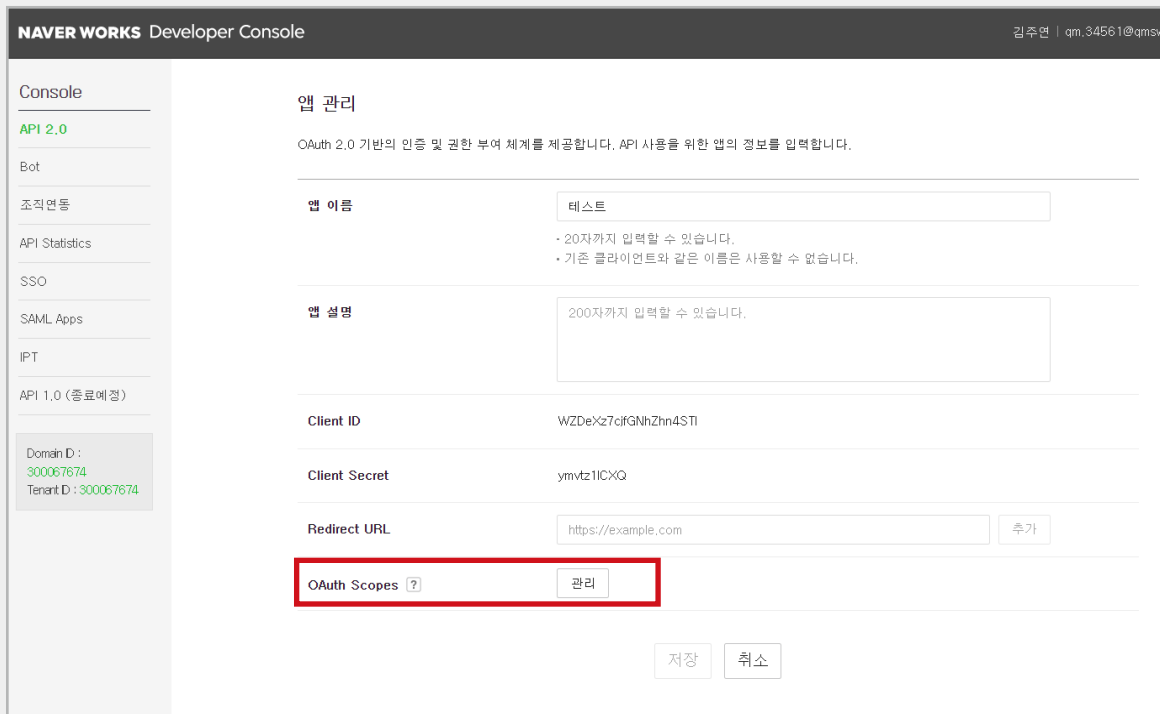 NAVER WORKS Developer Console
김주연 | qm.34561@qmsw
Console
API 2.0
Bot
조직연동
API Statistics
SSO
SAML Apps
IPT
API 1.0 (종료예정)
Domain ID :
300067674
Tenant ID : 300067674
앱 관리
OAuth 2.0 기반의 인증 및 권한 부여 체계를 제공합니다. API 사용을 위한 앱의 정보를 입력합니다.
앱 이름
테스트
• 20자까지 입력할 수 있습니다.
• 기존 클라이언트와 같은 이름은 사용할 수 없습니다.
앱 설명
200자까지 입력할 수 있습니다.
Client ID
Client Secret
Redirect URL
https://example.com
추가
OAuth Scopes ?
관리
저장
취소